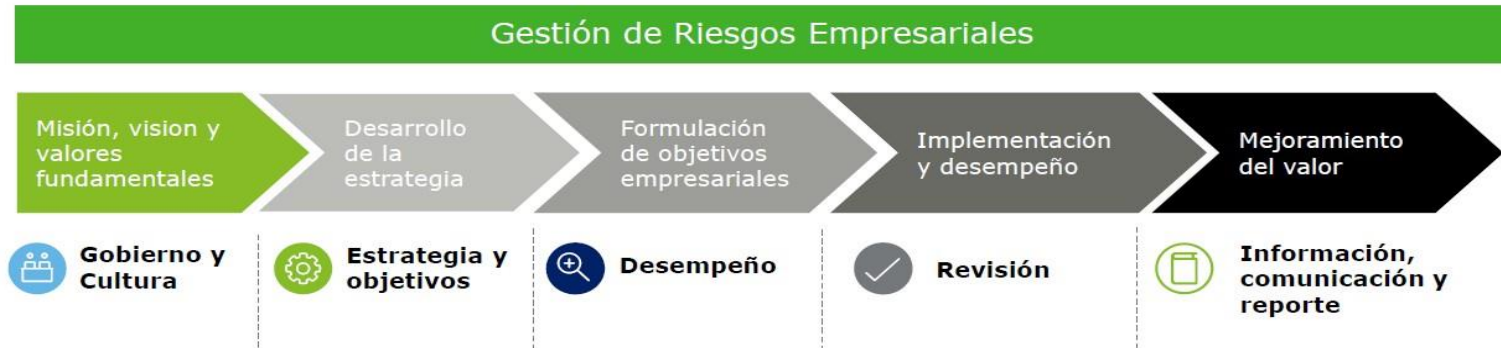 Gestión de Riesgos Empresariales
Misión, vision y
valores
fundamentales
Desarrollo
de la
estrategia
Formulación
de objetivos
empresariales
Implementación
y desempeño
Mejoramiento
del valor
Gobierno y
Cultura
Estrategia y
objetivos
Desempeño
Revisión
Información,
comunicación y
reporte